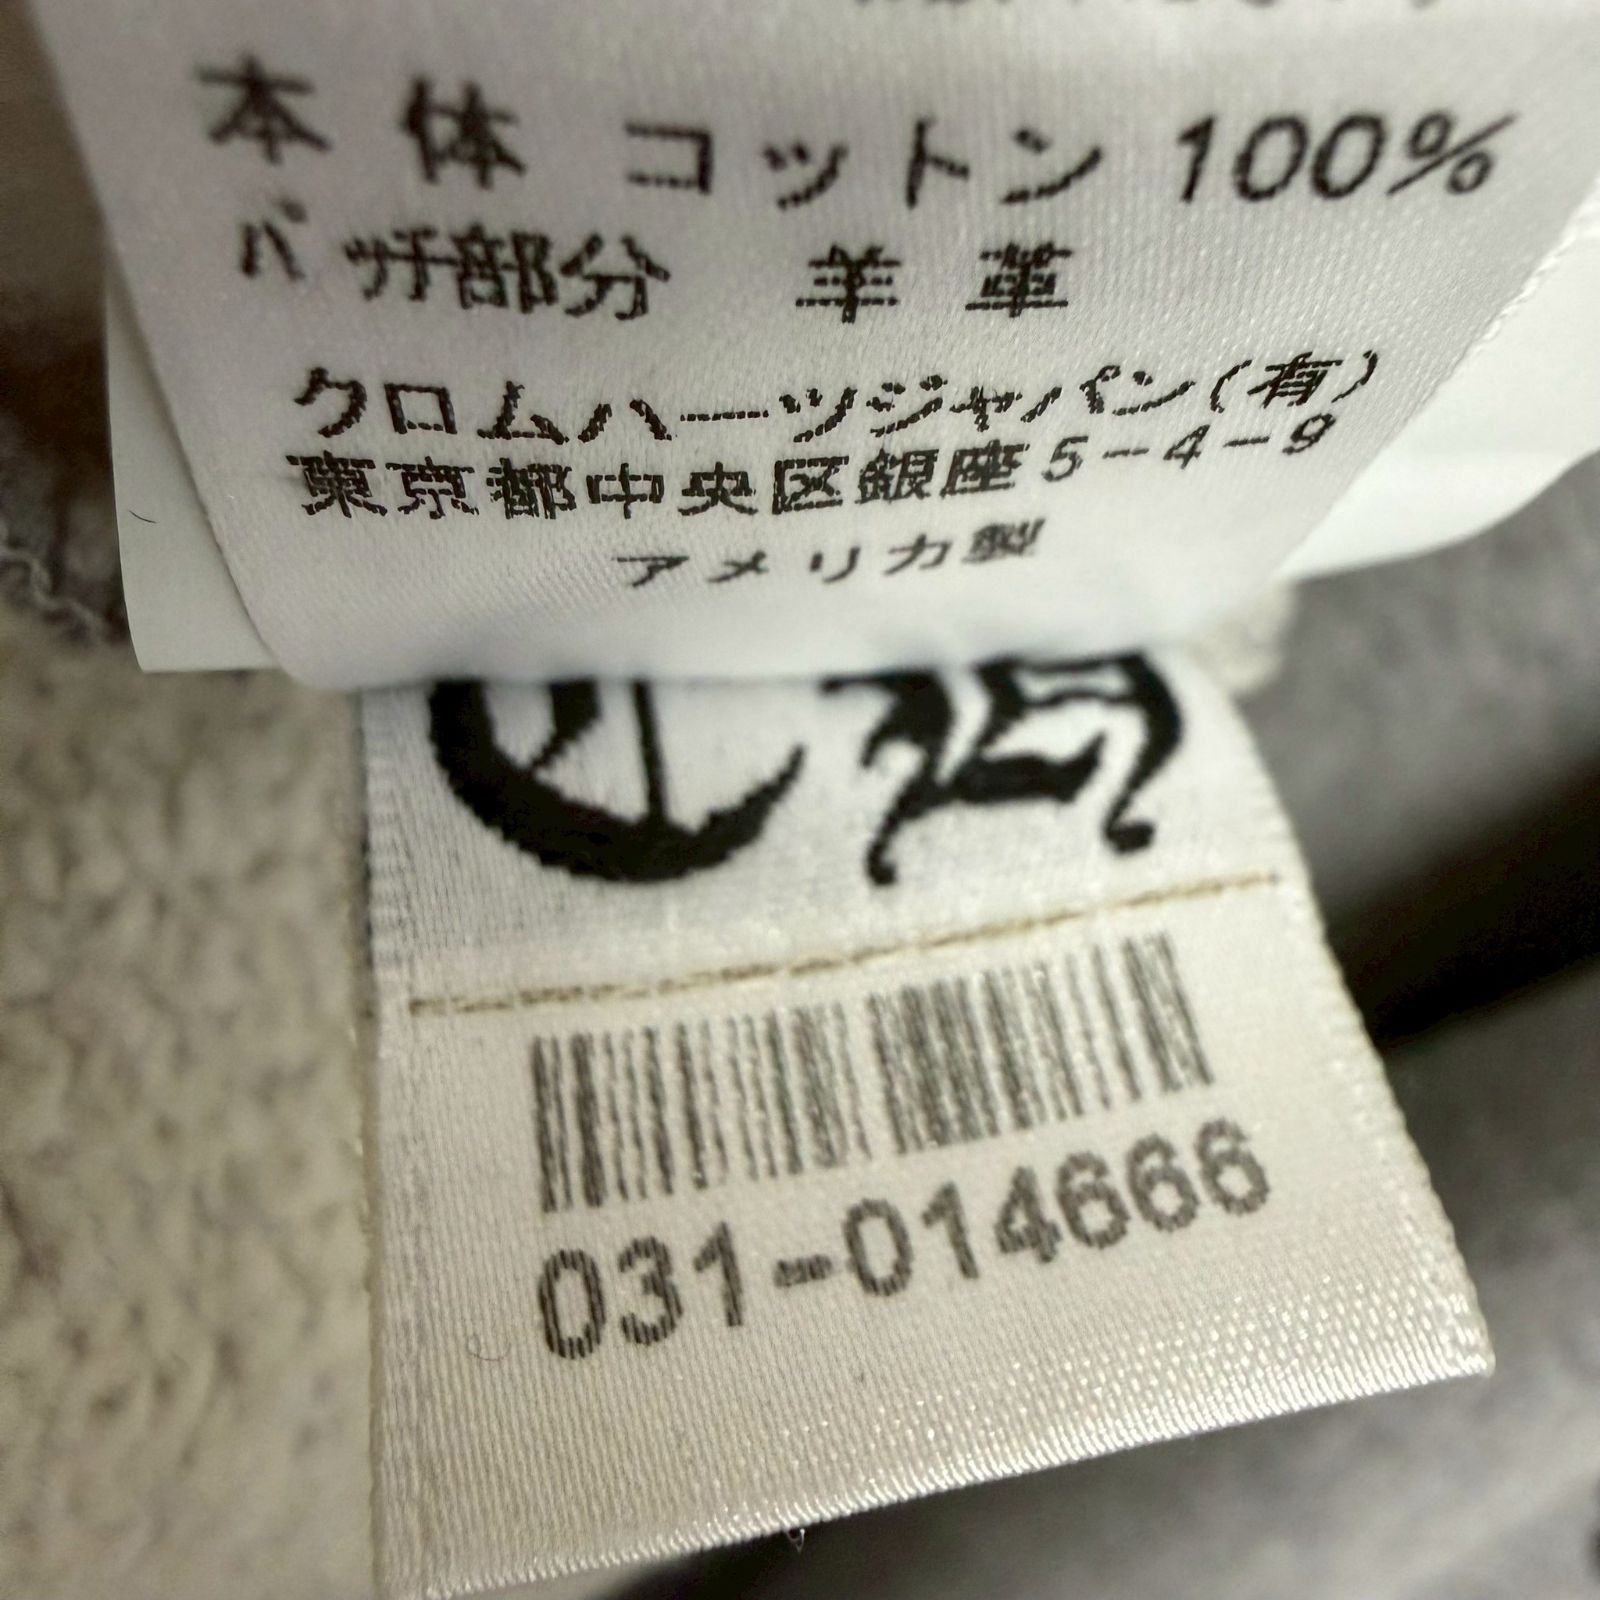 本体 コットン 100%
パッチ部分 羊革
クロムハーツジャパン(有)
東京都中央区銀座5-4-9
アメリカ製
CH
031-014666